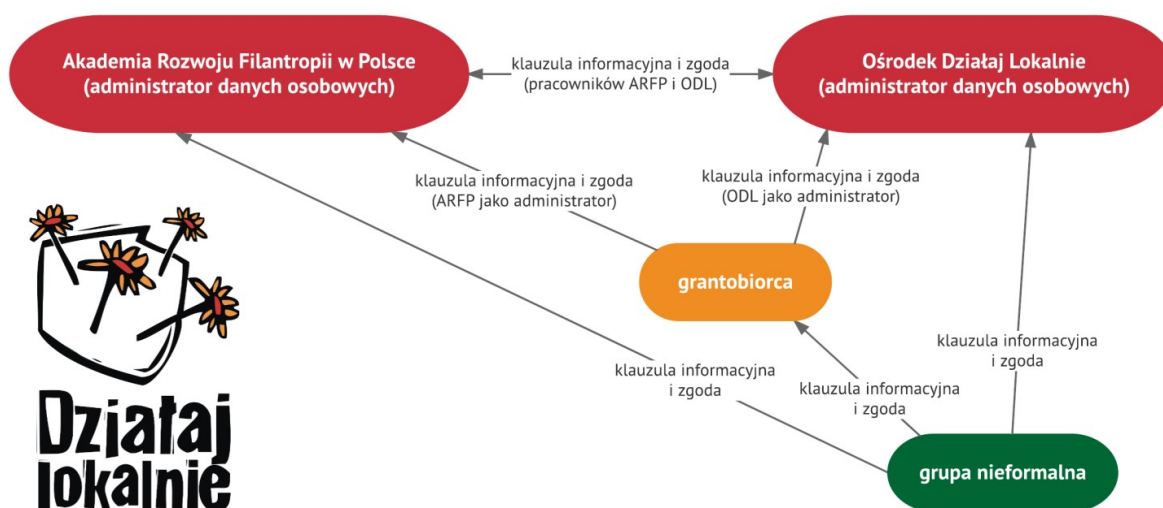 Akademia Rozwoju Filantropii w Polsce
(administrator danych osobowych)
klauzula informacyjna i zgoda
(pracowników ARFP i ODL)
Ośrodek Działaj Lokalnie
(administrator danych osobowych)
klauzula informacyjna i zgoda
(ARFP jako administrator)
klauzula informacyjna i zgoda
(ODL jako administrator)
grantobiorca
klauzula informacyjna
i zgoda
klauzula informacyjna
i zgoda
klauzula informacyjna
i zgoda
grupa nieformalna
Działaj
lokalnie